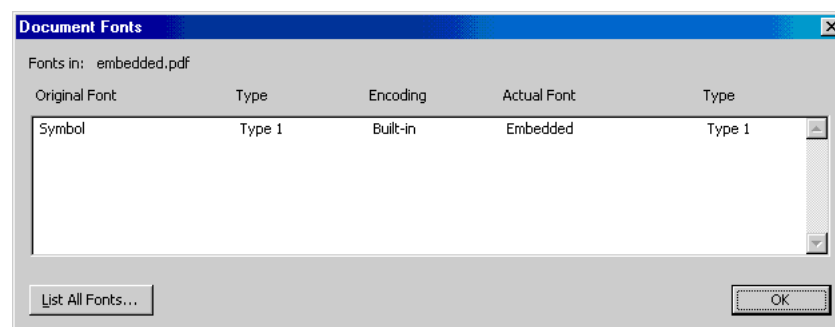 Document Fonts
Fonts in: embedded.pdf
Original Font Type Encoding Actual Font Type
Symbol Type 1 Built-in Embedded Type 1
List All Fonts... OK